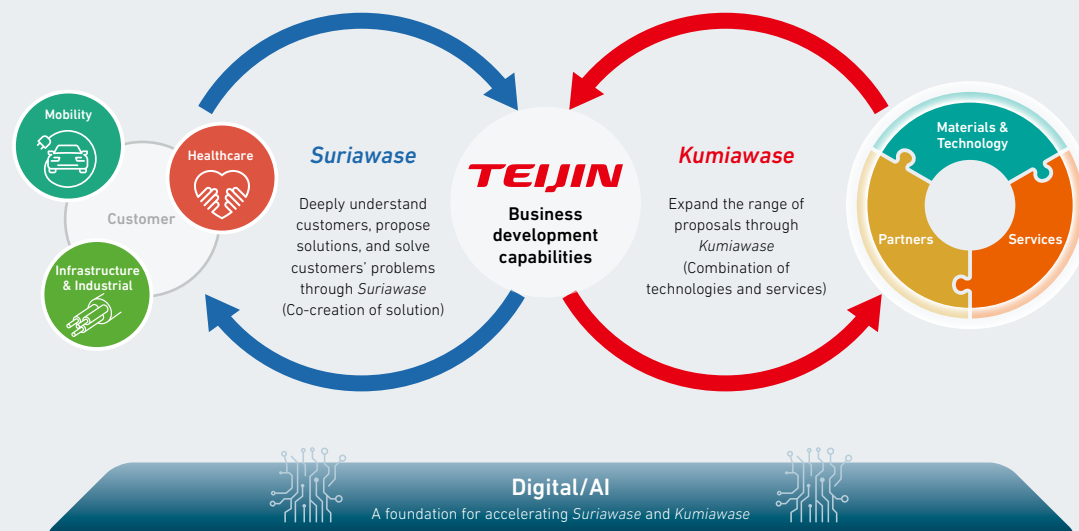 Mobility
Healthcare
Customer
Infrastructure
& Industrial
Suriawase
Deeply understand
customers, propose
solutions, and solve
customers' problems
through Suriawase
(Co-creation of solution)
TEIJIN
Business
development
capabilities
Kumiawase
Expand the range of
proposals through
Kumiawase
(Combination of
technologies and services)
Materials &
Technology
Partners
Services
Digital/AI
A foundation for accelerating Suriawase and Kumiawase